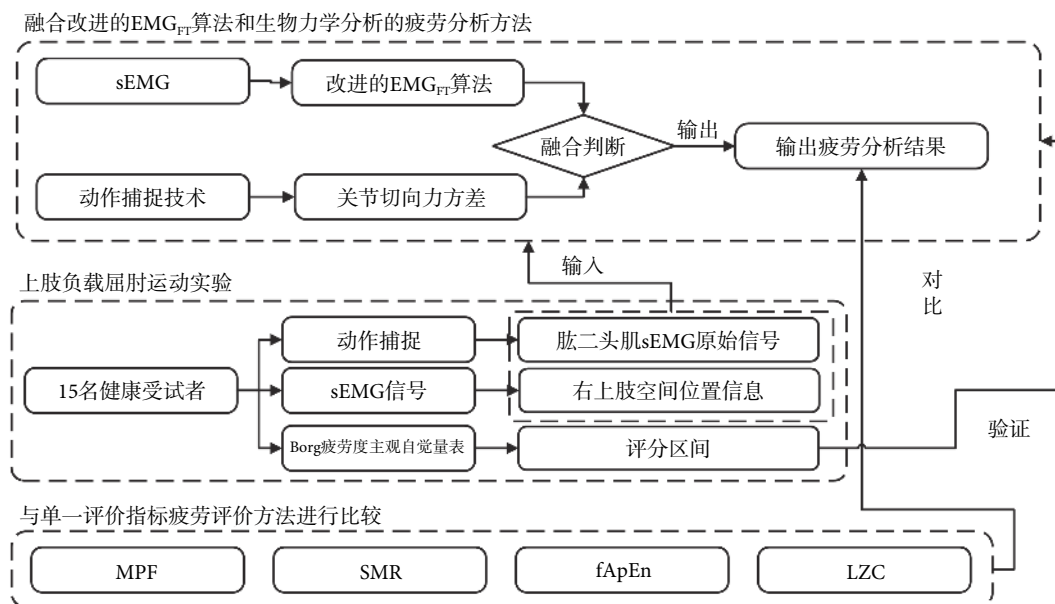 融合改进的EMG_FT算法和生物力学分析的疲劳分析方法
sEMG
改进的EMG_FT算法
融合判断
输出
输出疲劳分析结果
动作捕捉技术
关节切向力方差
输入
对比
上肢负载屈肘运动实验
动作捕捉
肱二头肌sEMG原始信号
15名健康受试者
sEMG信号
右上肢空间位置信息
Borg疲劳度主观自觉量表
评分区间
验证
与单一评价指标疲劳评价方法进行比较
MPF
SMR
fApEn
LZC